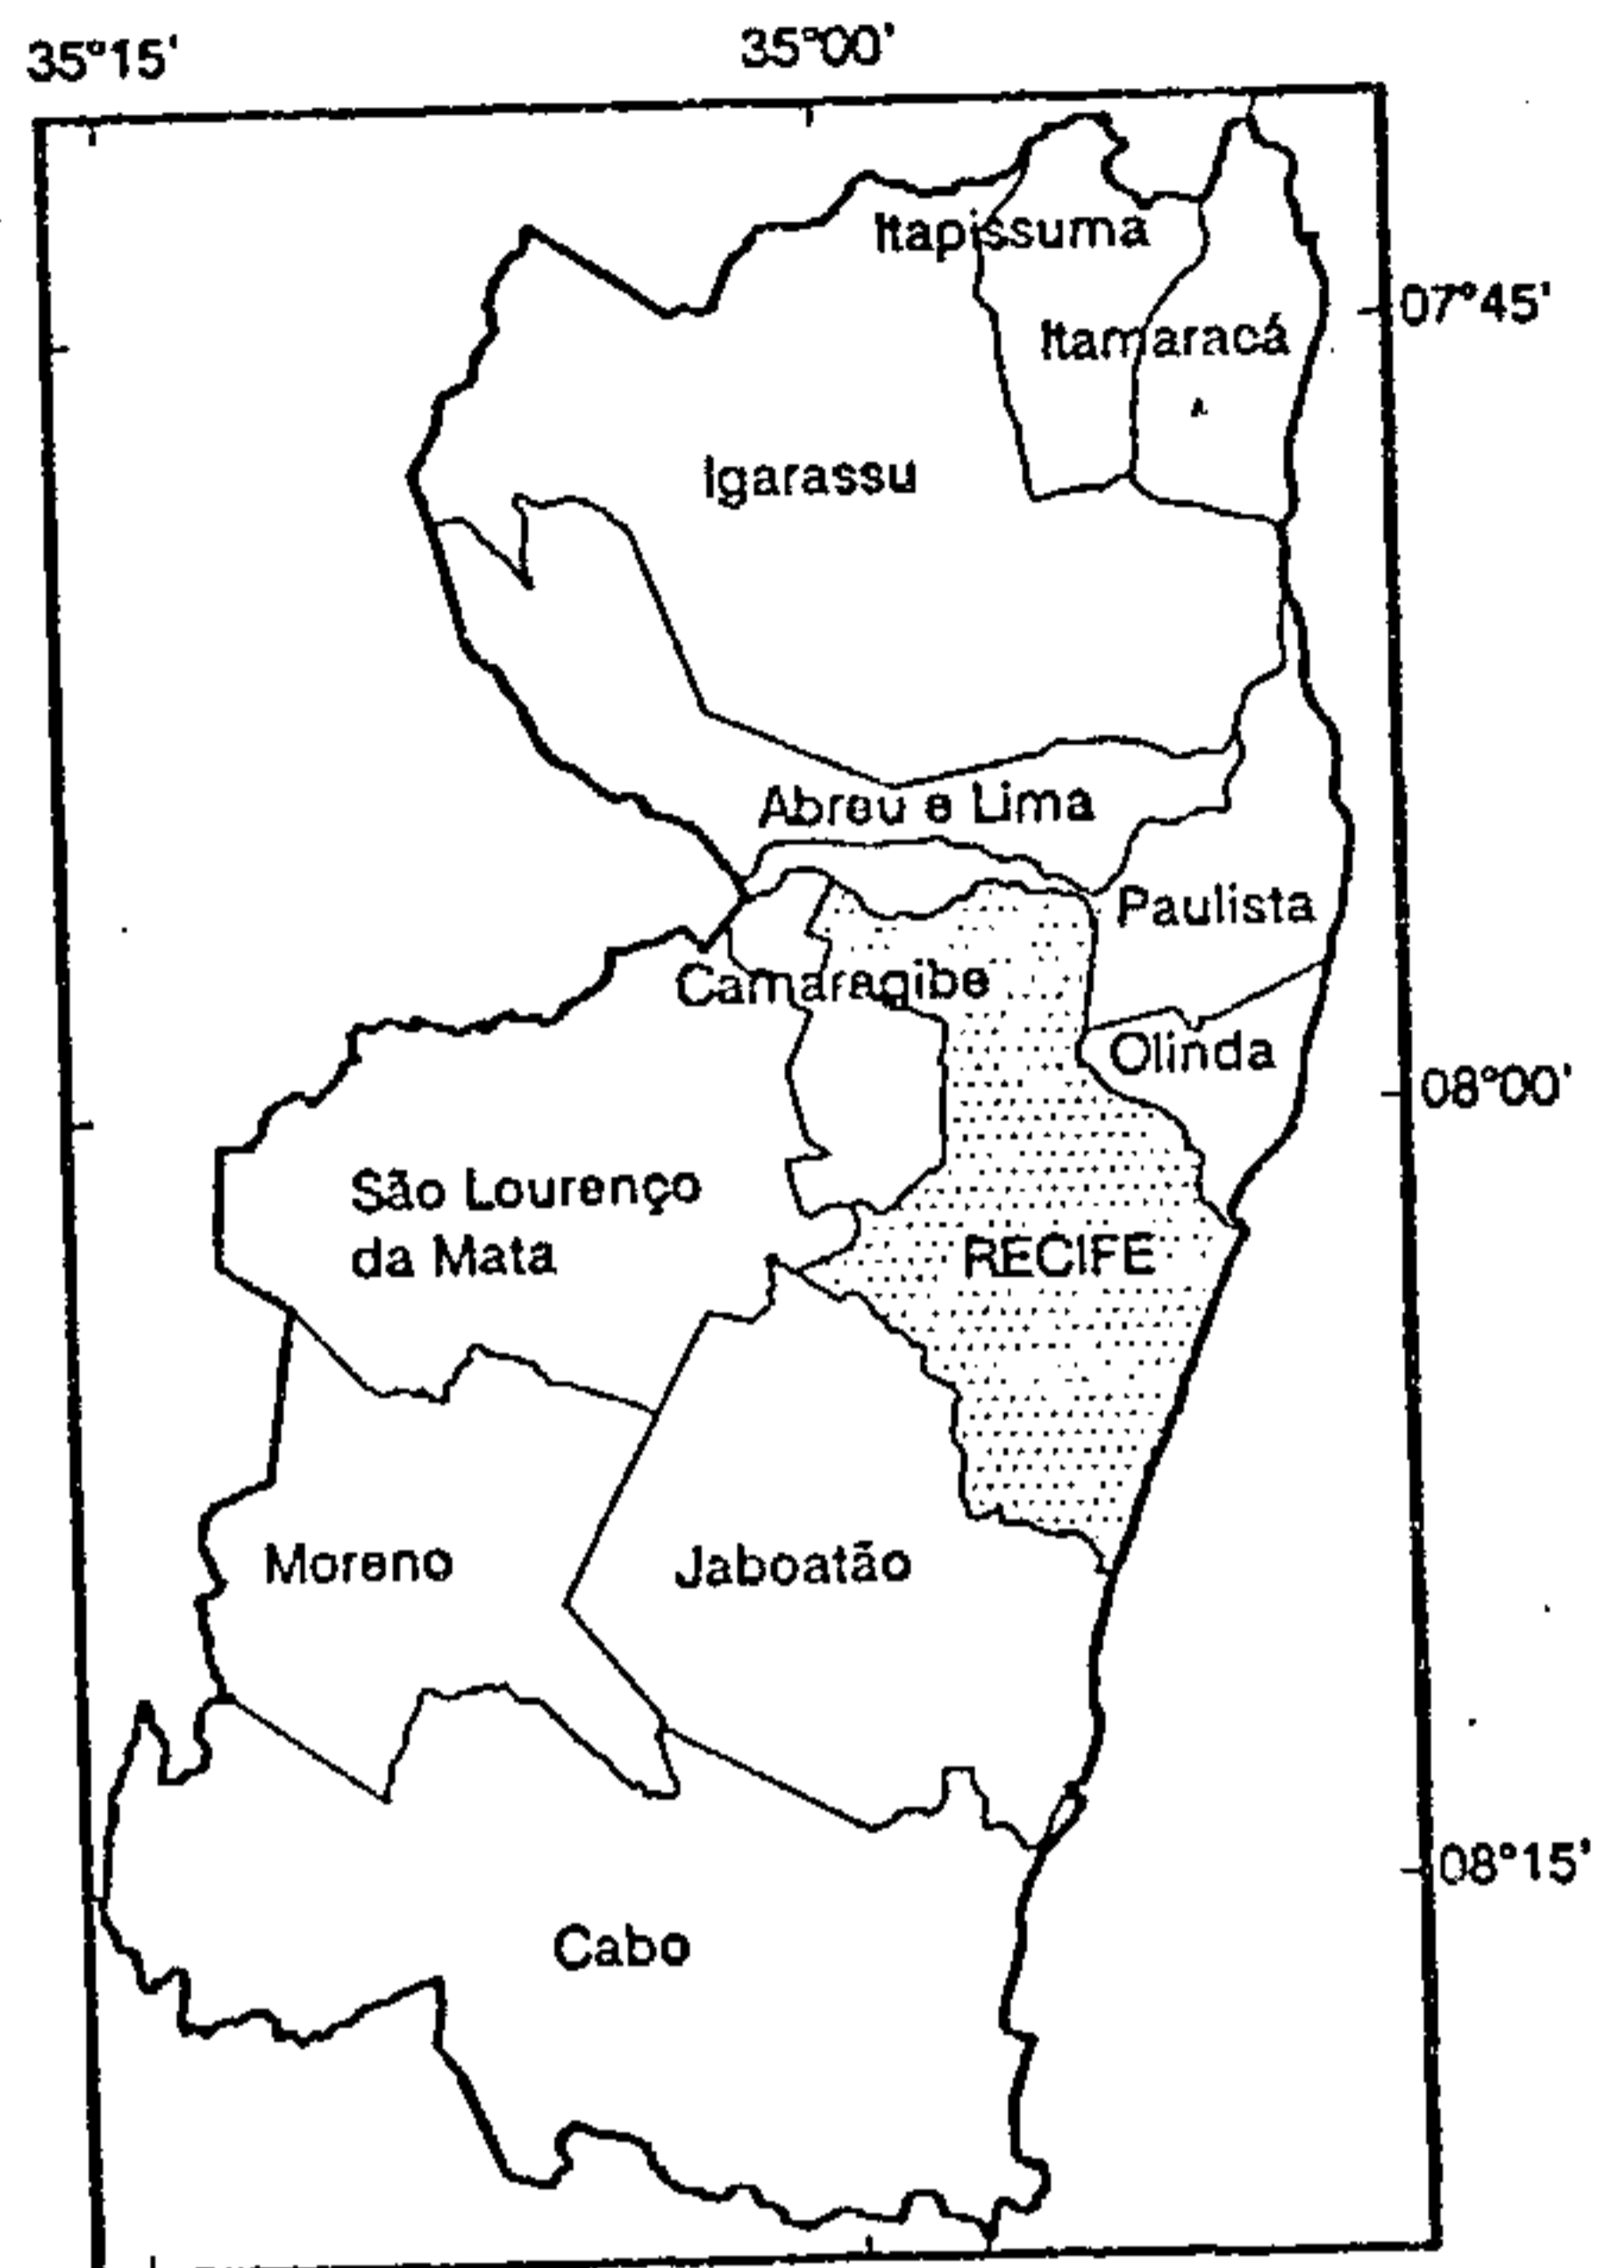 35°15'
35°00'
Itapissuma
07°45'
Itamaracá
Igarassu
Abreu e Lima
Paulista
Camaragibe
Olinda
08°00'
São Lourenço
da Mata
RECIFE
Moreno
Jaboatão
08°15'
Cabo